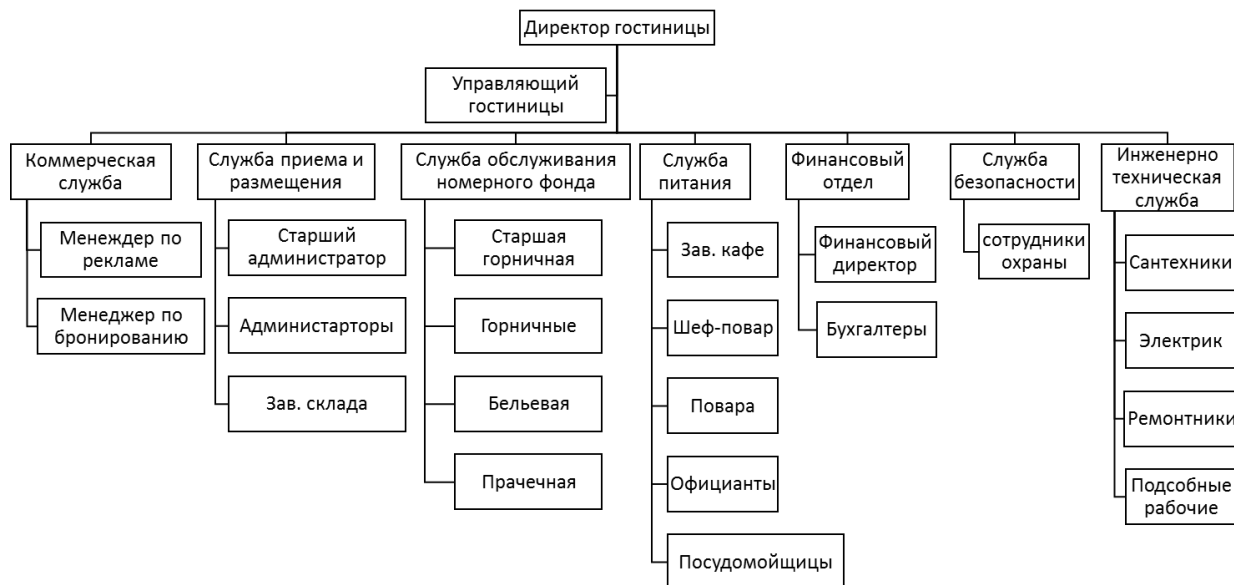 Директор гостиницы
Управляющий
гостиницы
Коммерческая
служба
Менеждер по
рекламе
Менеджер по
бронированию
Служба приема и
размещения
Старший
администратор
Администарторы
Зав. склада
Служба обслуживания
номерного фонда
Старшая
горничная
Горничные
Бельевая
Прачечная
Служба
питания
Зав. кафе
Шеф-повар
Повара
Официанты
Посудомойщицы
Финансовый
отдел
Финансовый
директор
Бухгалтеры
Служба
безопасности
сотрудники
охраны
Инженерно
техническая
служба
Сантехники
Электрик
Ремонтники
Подсобные
рабочие